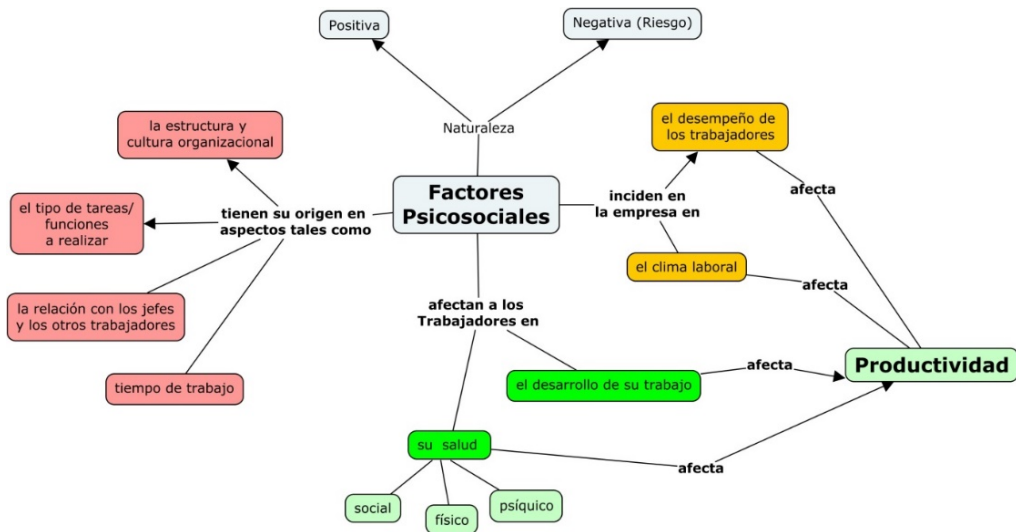 Positiva
Negativa (Riesgo)
Naturaleza
la estructura y
cultura organizacional
el tipo de tareas/
funciones
a realizar
la relación con los jefes
y los otros trabajadores
tiempo de trabajo
tienen su origen en
aspectos tales como
Factores
Psicosociales
inciden en
la empresa en
el desempeño de
los trabajadores
el clima laboral
afecta
afecta
afectan a los
Trabajadores en
el desarrollo de su trabajo
afecta
Productividad
su salud
afecta
social
físico
psíquico